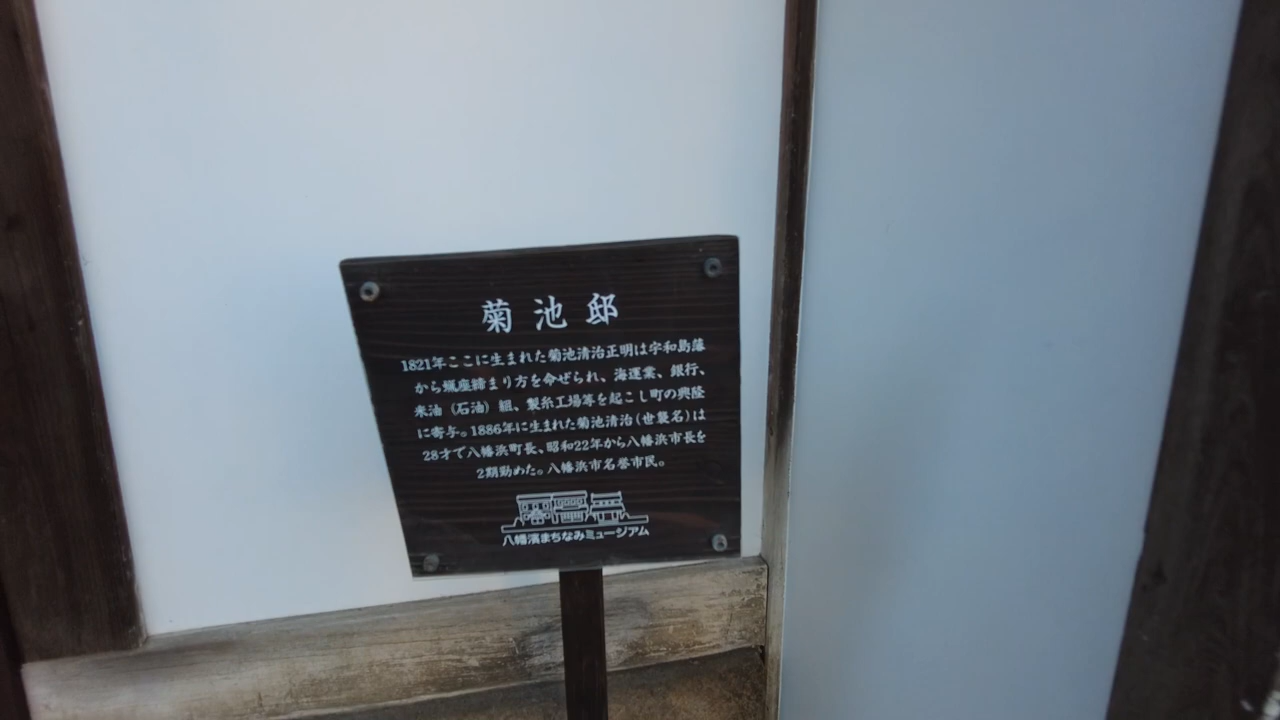 菊池邸
1821年ここに生まれた菊池清治正明は宇和島藩
から蝋座締まり方を命ぜられ、海運業、銀行、
来油（石油）組、製糸工場等を起こし町の興隆
に寄与。1886年に生まれた菊池清治（世襲名）は
28才で八幡浜町長、昭和22年から八幡浜市長を
2期勤めた。八幡浜市名誉市民。
八幡濱まちなみミュージアム